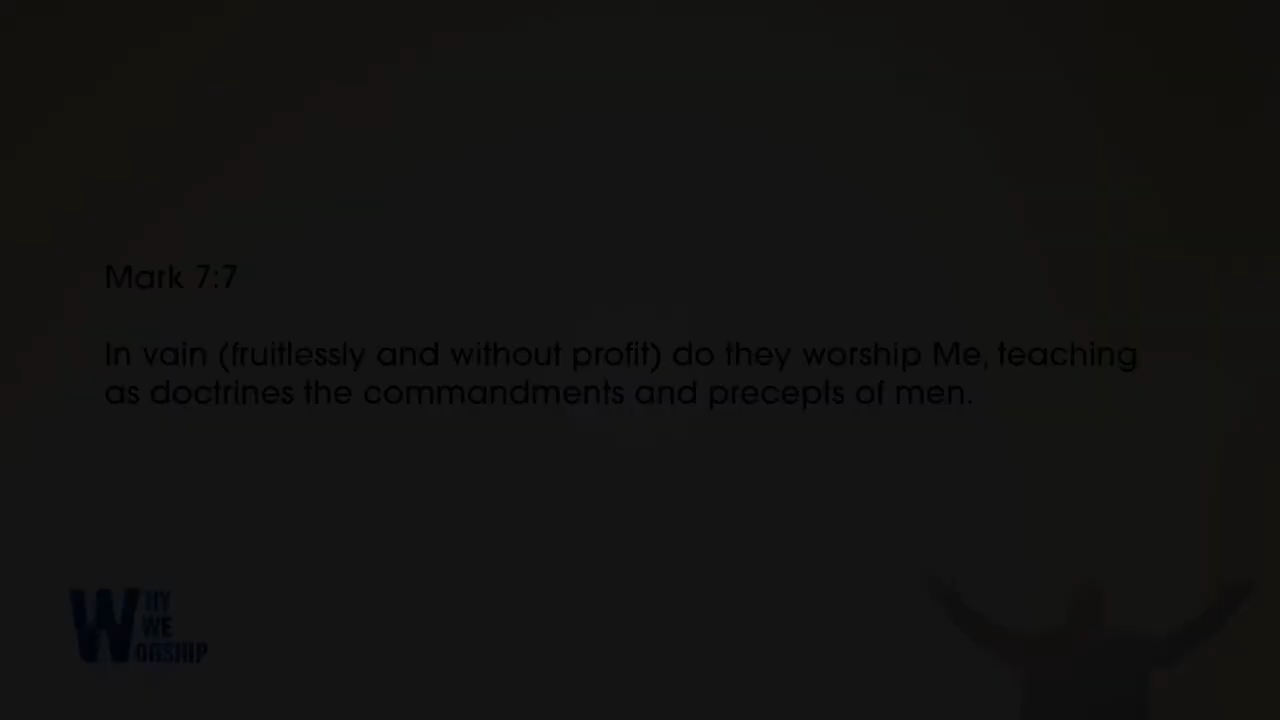 Mark 7:7
In vain (fruitlessly and without profit) do they worship Me, teaching
as doctrines the commandments and precepts of men.
WHY
WE
WORSHIP